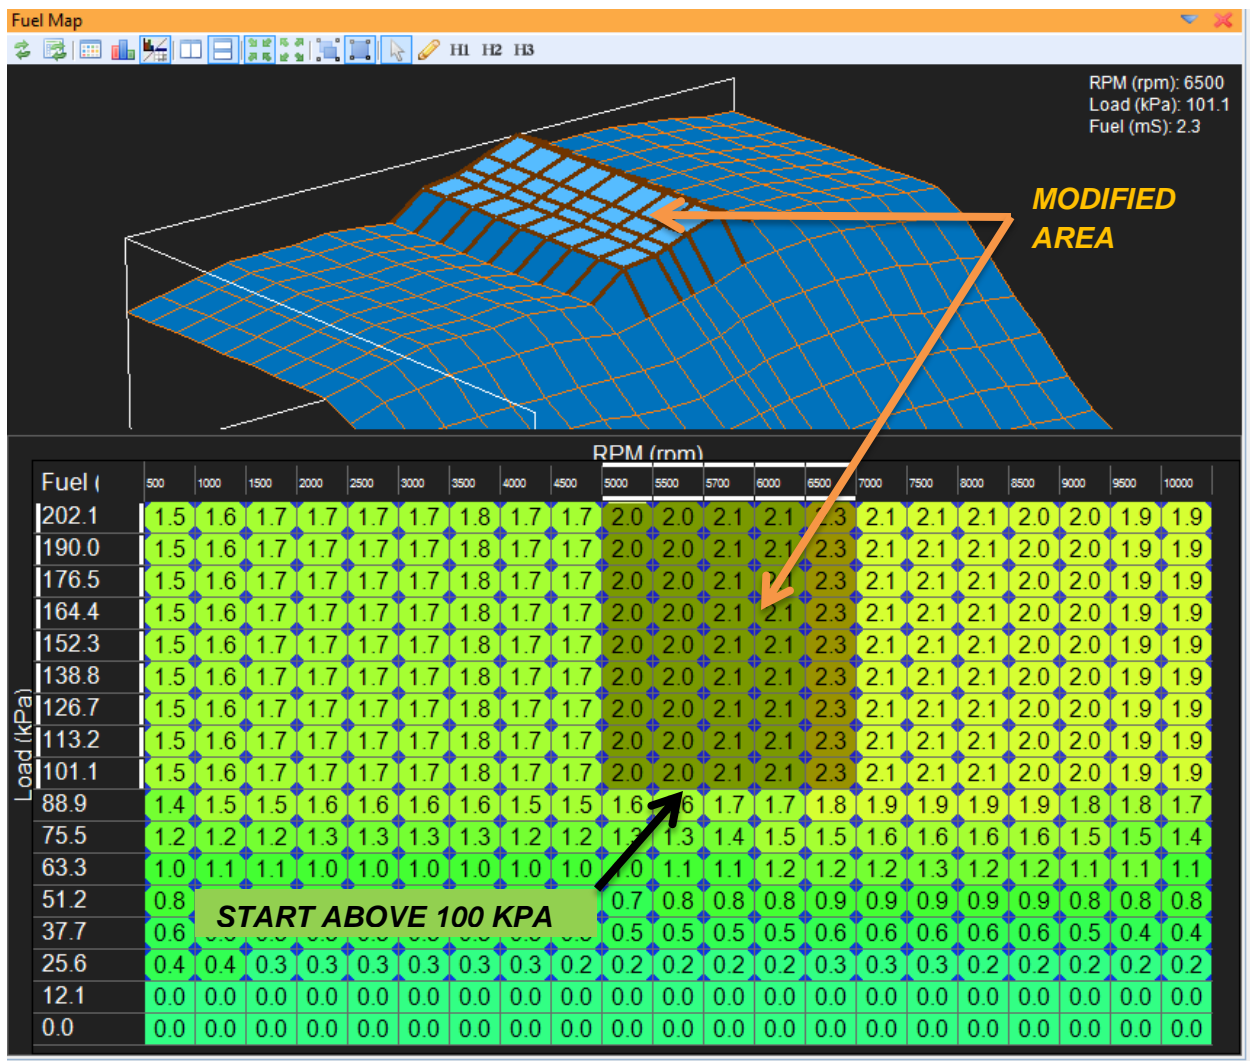 Fuel Map
H1 H2 H3
RPM (rpm): 6500
Load (kPa): 101.1
Fuel (mS): 2.3
MODIFIED
AREA
RPM (rpm)
Fuel ( 500 1000 1500 2000 2500 3000 3500 4000 4500 5000 5500 5700 6000 6500 7000 7500 8000 8500 9000 9500 10000
Load (kPa)
202.1 1.5 1.6 1.7 1.7 1.7 1.7 1.8 1.7 1.7 2.0 2.0 2.1 2.1 2.3 2.1 2.1 2.1 2.0 2.0 1.9 1.9
190.0 1.5 1.6 1.7 1.7 1.7 1.7 1.8 1.7 1.7 2.0 2.0 2.1 2.1 2.3 2.1 2.1 2.1 2.0 2.0 1.9 1.9
176.5 1.5 1.6 1.7 1.7 1.7 1.7 1.8 1.7 1.7 2.0 2.0 2.1 2.1 2.3 2.1 2.1 2.1 2.0 2.0 1.9 1.9
164.4 1.5 1.6 1.7 1.7 1.7 1.7 1.8 1.7 1.7 2.0 2.0 2.1 2.1 2.3 2.1 2.1 2.1 2.0 2.0 1.9 1.9
152.3 1.5 1.6 1.7 1.7 1.7 1.7 1.8 1.7 1.7 2.0 2.0 2.1 2.1 2.3 2.1 2.1 2.1 2.0 2.0 1.9 1.9
138.8 1.5 1.6 1.7 1.7 1.7 1.7 1.8 1.7 1.7 2.0 2.0 2.1 2.1 2.3 2.1 2.1 2.1 2.0 2.0 1.9 1.9
126.7 1.5 1.6 1.7 1.7 1.7 1.7 1.8 1.7 1.7 2.0 2.0 2.1 2.1 2.3 2.1 2.1 2.1 2.0 2.0 1.9 1.9
113.2 1.5 1.6 1.7 1.7 1.7 1.7 1.8 1.7 1.7 2.0 2.0 2.1 2.1 2.3 2.1 2.1 2.1 2.0 2.0 1.9 1.9
101.1 1.5 1.6 1.7 1.7 1.7 1.7 1.8 1.7 1.7 2.0 2.0 2.1 2.1 2.3 2.1 2.1 2.1 2.0 2.0 1.9 1.9
88.9 1.4 1.5 1.5 1.6 1.6 1.6 1.6 1.5 1.5 1.6 1.7 1.7 1.8 1.9 1.9 1.9 1.9 1.8 1.8 1.7
75.5 1.2 1.2 1.2 1.3 1.3 1.3 1.3 1.2 1.2 1.3 1.4 1.5 1.5 1.6 1.6 1.6 1.6 1.5 1.5 1.4
63.3 1.0 1.1 1.1 1.0 1.0 1.0 1.0 1.0 1.0 1.1 1.1 1.2 1.2 1.2 1.3 1.2 1.2 1.1 1.1 1.1
51.2 0.8 0.7 0.8 0.8 0.8 0.9 0.9 0.9 0.9 0.9 0.8 0.8 0.8
START ABOVE 100 KPA
37.7 0.6 0.5 0.5 0.5 0.5 0.6 0.6 0.6 0.6 0.6 0.5 0.4 0.4
25.6 0.4 0.4 0.3 0.3 0.3 0.3 0.3 0.3 0.2 0.2 0.2 0.2 0.2 0.3 0.3 0.3 0.2 0.2 0.2 0.2 0.2
12.1 0.0 0.0 0.0 0.0 0.0 0.0 0.0 0.0 0.0 0.0 0.0 0.0 0.0 0.0 0.0 0.0 0.0 0.0 0.0 0.0 0.0
0.0 0.0 0.0 0.0 0.0 0.0 0.0 0.0 0.0 0.0 0.0 0.0 0.0 0.0 0.0 0.0 0.0 0.0 0.0 0.0 0.0 0.0